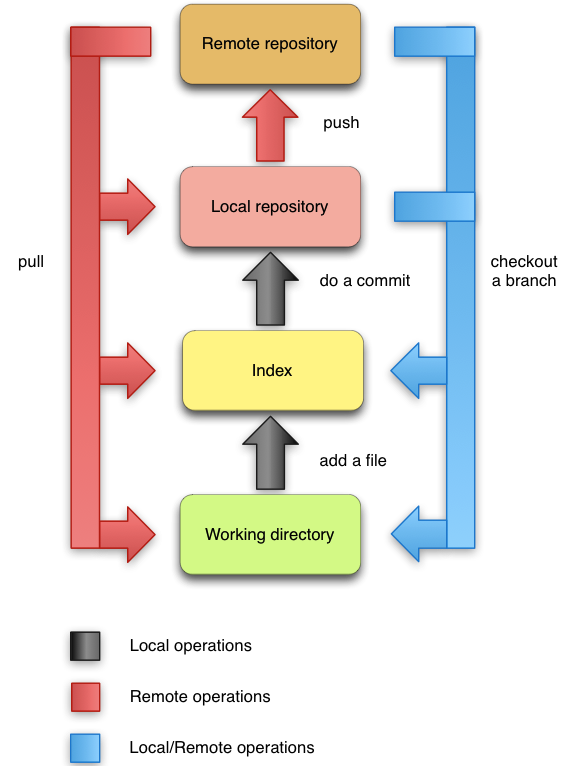 Remote repository
push
Local repository
pull
checkout
a branch
do a commit
Index
add a file
Working directory
Local operations
Remote operations
Local/Remote operations